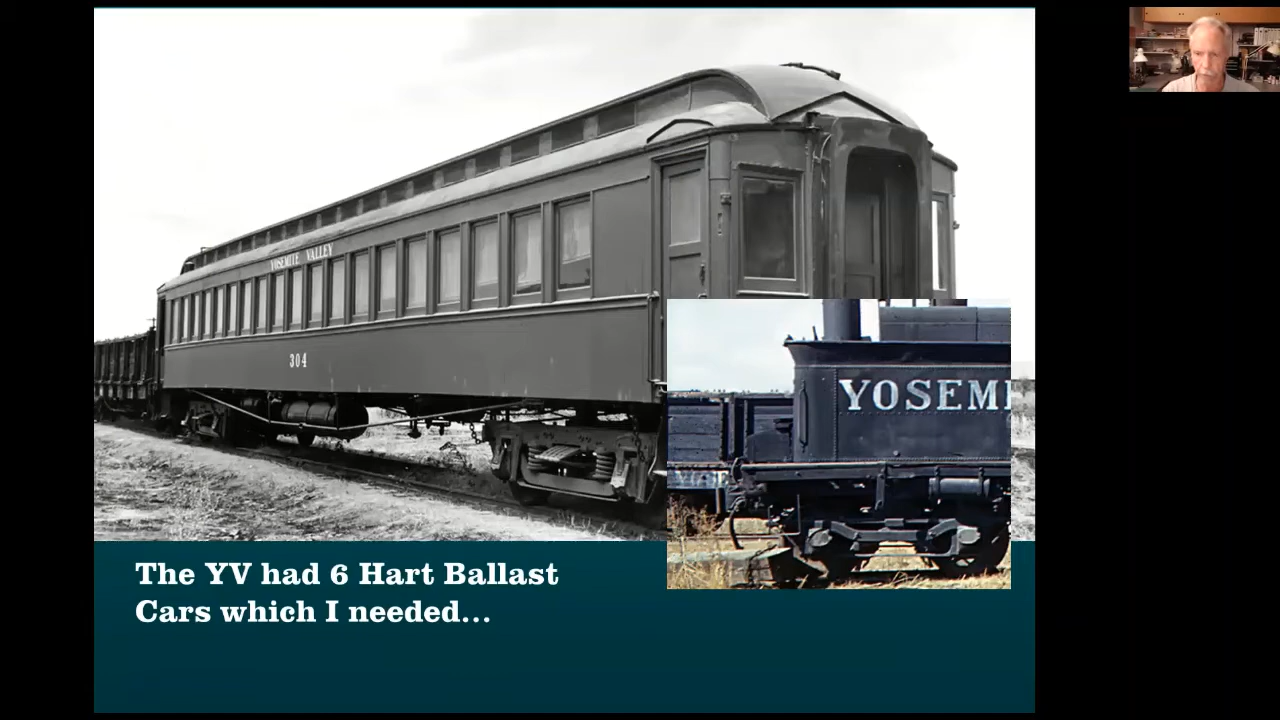 YOSEMITE VALLEY
304
YOSEMI
The YV had 6 Hart Ballast
Cars which I needed...